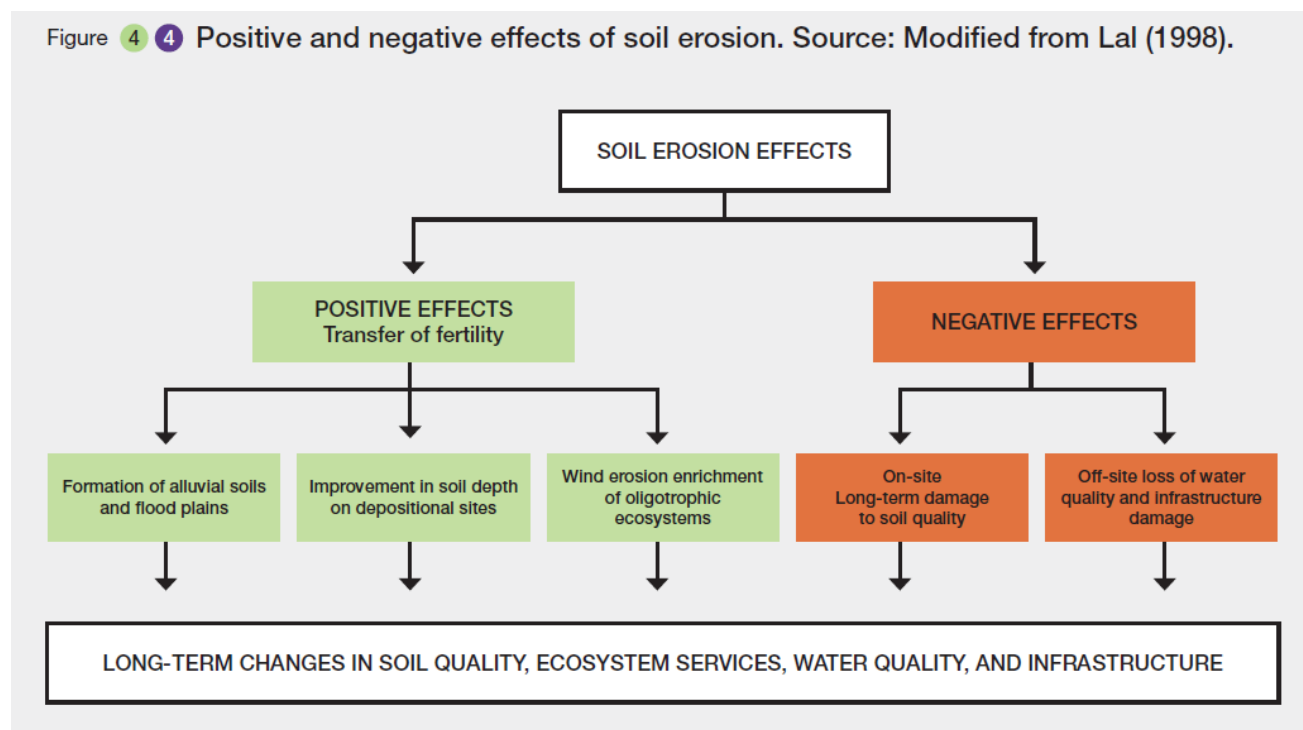 Figure 4 4 Positive and negative effects of soil erosion. Source: Modified from Lal (1998).
SOIL EROSION EFFECTS
POSITIVE EFFECTS
Transfer of fertility
NEGATIVE EFFECTS
Formation of alluvial soils
and flood plains
Improvement in soil depth
on depositional sites
Wind erosion enrichment
of oligotrophic
ecosystems
On-site
Long-term damage
to soil quality
Off-site loss of water
quality and infrastructure
damage
LONG-TERM CHANGES IN SOIL QUALITY, ECOSYSTEM SERVICES, WATER QUALITY, AND INFRASTRUCTURE